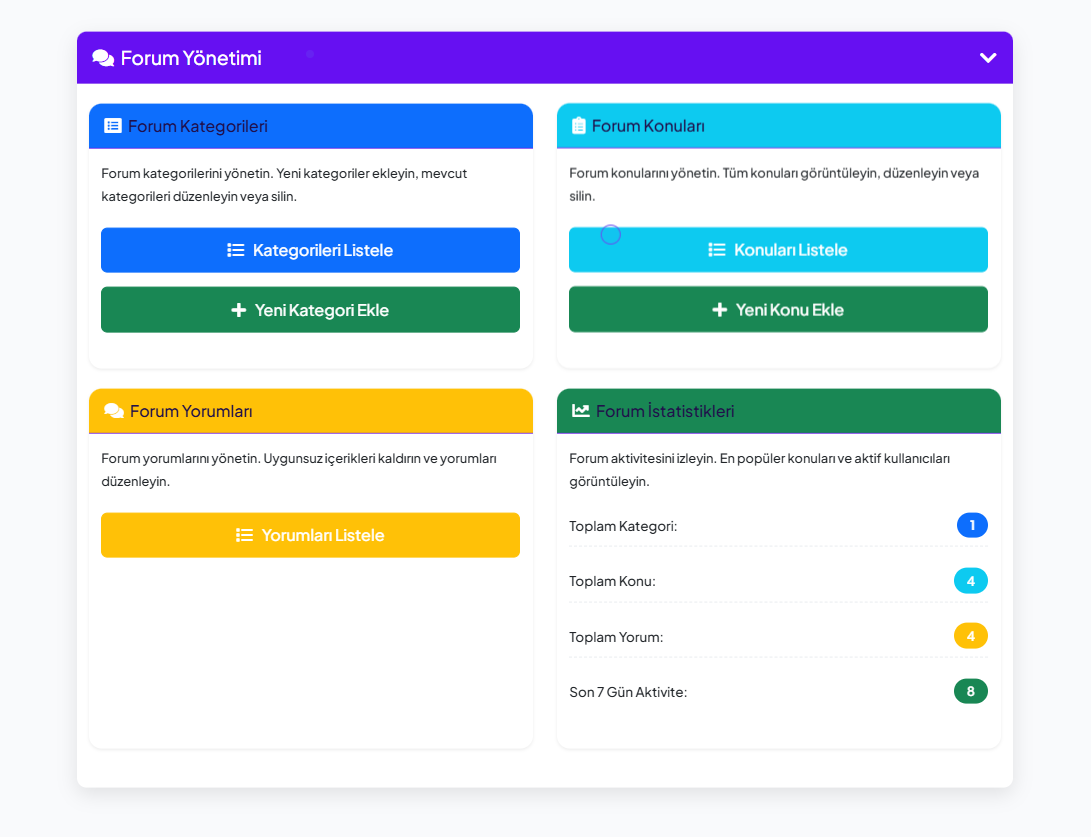 Forum Yönetimi
Forum Kategorileri
Forum kategorilerini yönetin. Yeni kategoriler ekleyin, mevcut
kategorileri düzenleyin veya silin.
Kategorileri Listele
Yeni Kategori Ekle
Forum Konuları
Forum konularını yönetin. Tüm konuları görüntüleyin, düzenleyin veya
silin.
Konuları Listele
Yeni Konu Ekle
Forum Yorumları
Forum yorumlarını yönetin. Uygunsuz içerikleri kaldırın ve yorumları
düzenleyin.
Yorumları Listele
Forum İstatistikleri
Forum aktivitesini izleyin. En popüler konuları ve aktif kullanıcıları
görüntüleyin.
Toplam Kategori: 1
Toplam Konu: 4
Toplam Yorum: 4
Son 7 Gün Aktivite: 8